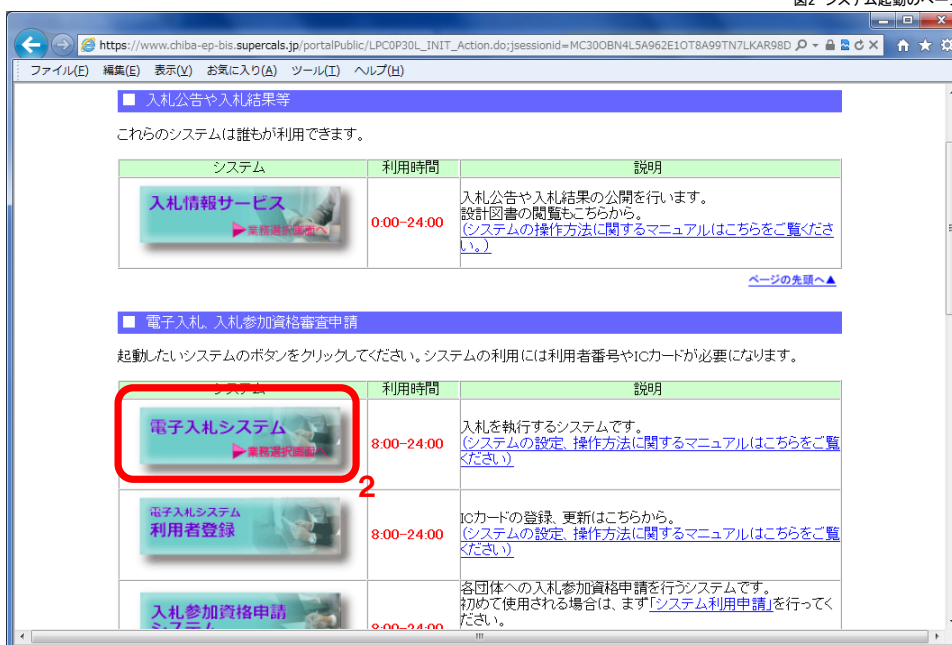 図2 システム起動のペー
https://www.chiba-ep-bis.supercals.jp/portalPublic/LPC0P30L_INIT_Action.do;jsessionid=MC30OBN4L5A962E1OT8A99TN7LKAR98D
ファイル(F) 編集(E) 表示(V) お気に入り(A) ツール(T) ヘルプ(H)
■ 入札公告や入札結果等
これらのシステムは誰もが利用できます。
システム 利用時間 説明
入札情報サービス
▶業務選択画面へ
0:00-24:00
入札公告や入札結果の公開を行います。
設計図書の閲覧もこちらから。
(システムの操作方法に関するマニュアルはこちらをご覧くださ
い。)
ページの先頭へ▲
■ 電子入札、入札参加資格審査申請
起動したいシステムのボタンをクリックしてください。システムの利用には利用者番号やICカードが必要になります。
システム 利用時間 説明
電子入札システム
▶業務選択画面へ
8:00-24:00
入札を執行するシステムです。
(システムの設定、操作方法に関するマニュアルはこちらをご覧
ください)
2
電子入札システム
利用者登録
8:00-24:00
ICカードの登録、更新はこちらから。
(システムの設定、操作方法に関するマニュアルはこちらをご覧
ください)
入札参加資格申請
システム
8:00-24:00
各団体への入札参加資格申請を行うシステムです。
初めて使用される場合は、まず「システム利用申請」を行ってく
ださい。